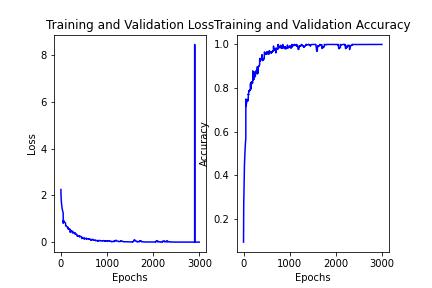 Training and Validation Loss
Training and Validation Accuracy
Loss
8
6
4
2
0
0 1000 2000 3000
Epochs
Accuracy
1.0
0.8
0.6
0.4
0.2
0 1000 2000 3000
Epochs